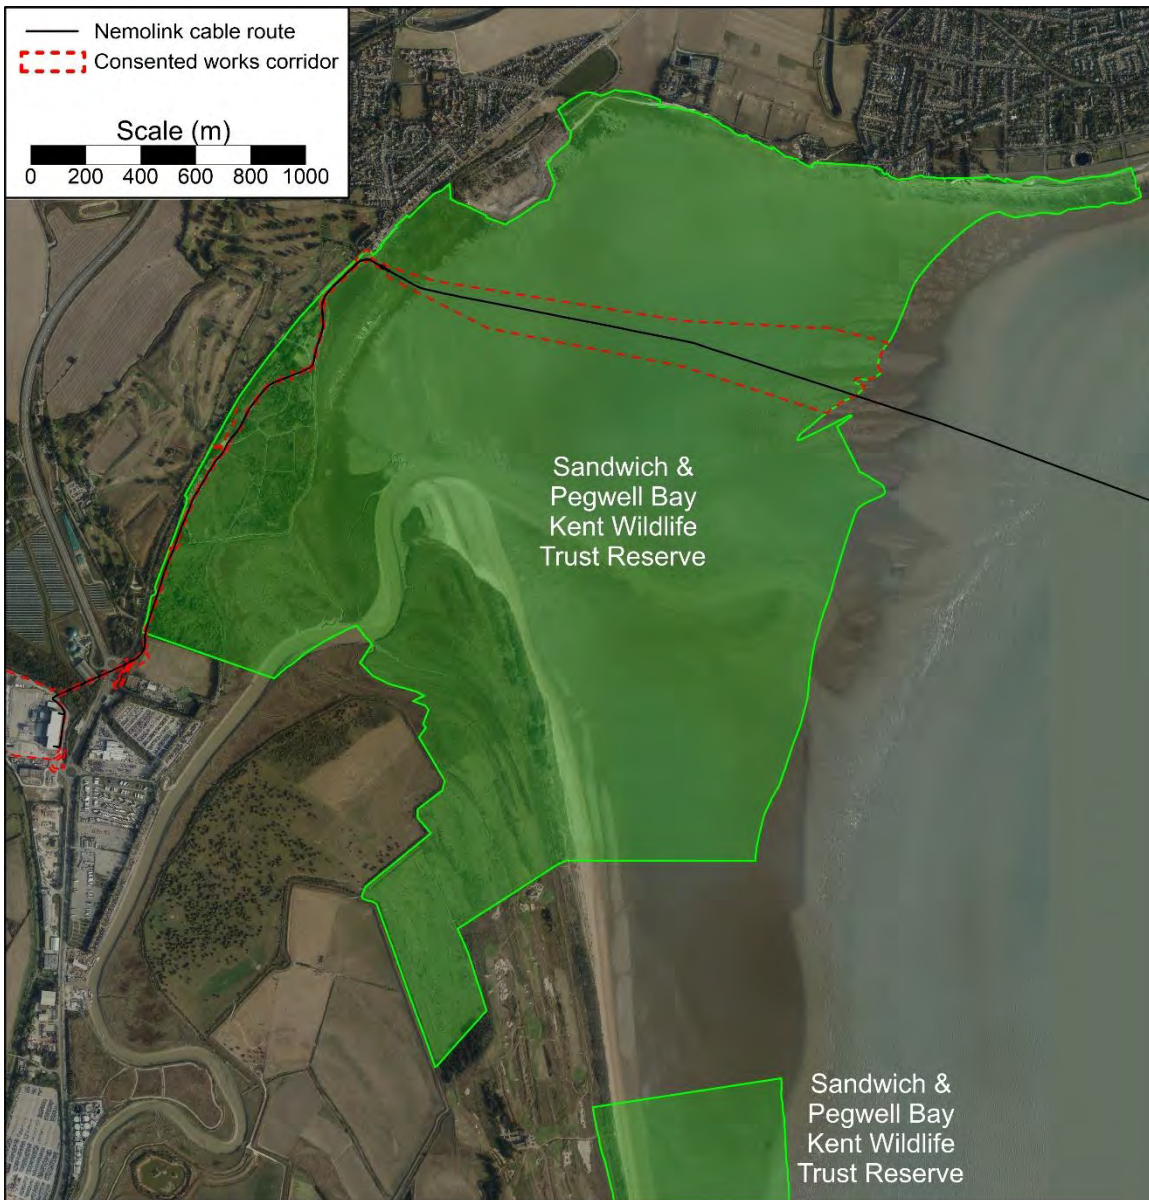 Nemolink cable route
Consented works corridor
Scale (m)
0 200 400 600 800 1000
Sandwich &
Pegwell Bay
Kent Wildlife
Trust Reserve
Sandwich &
Pegwell Bay
Kent Wildlife
Trust Reserve